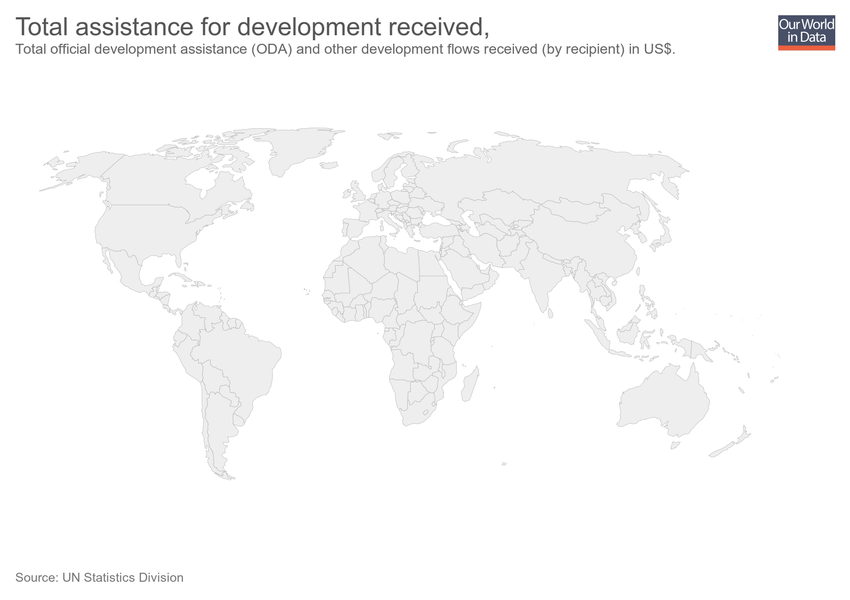 Total assistance for development received,
Total official development assistance (ODA) and other development flows received (by recipient) in US$.
Our World
in Data
Source: UN Statistics Division